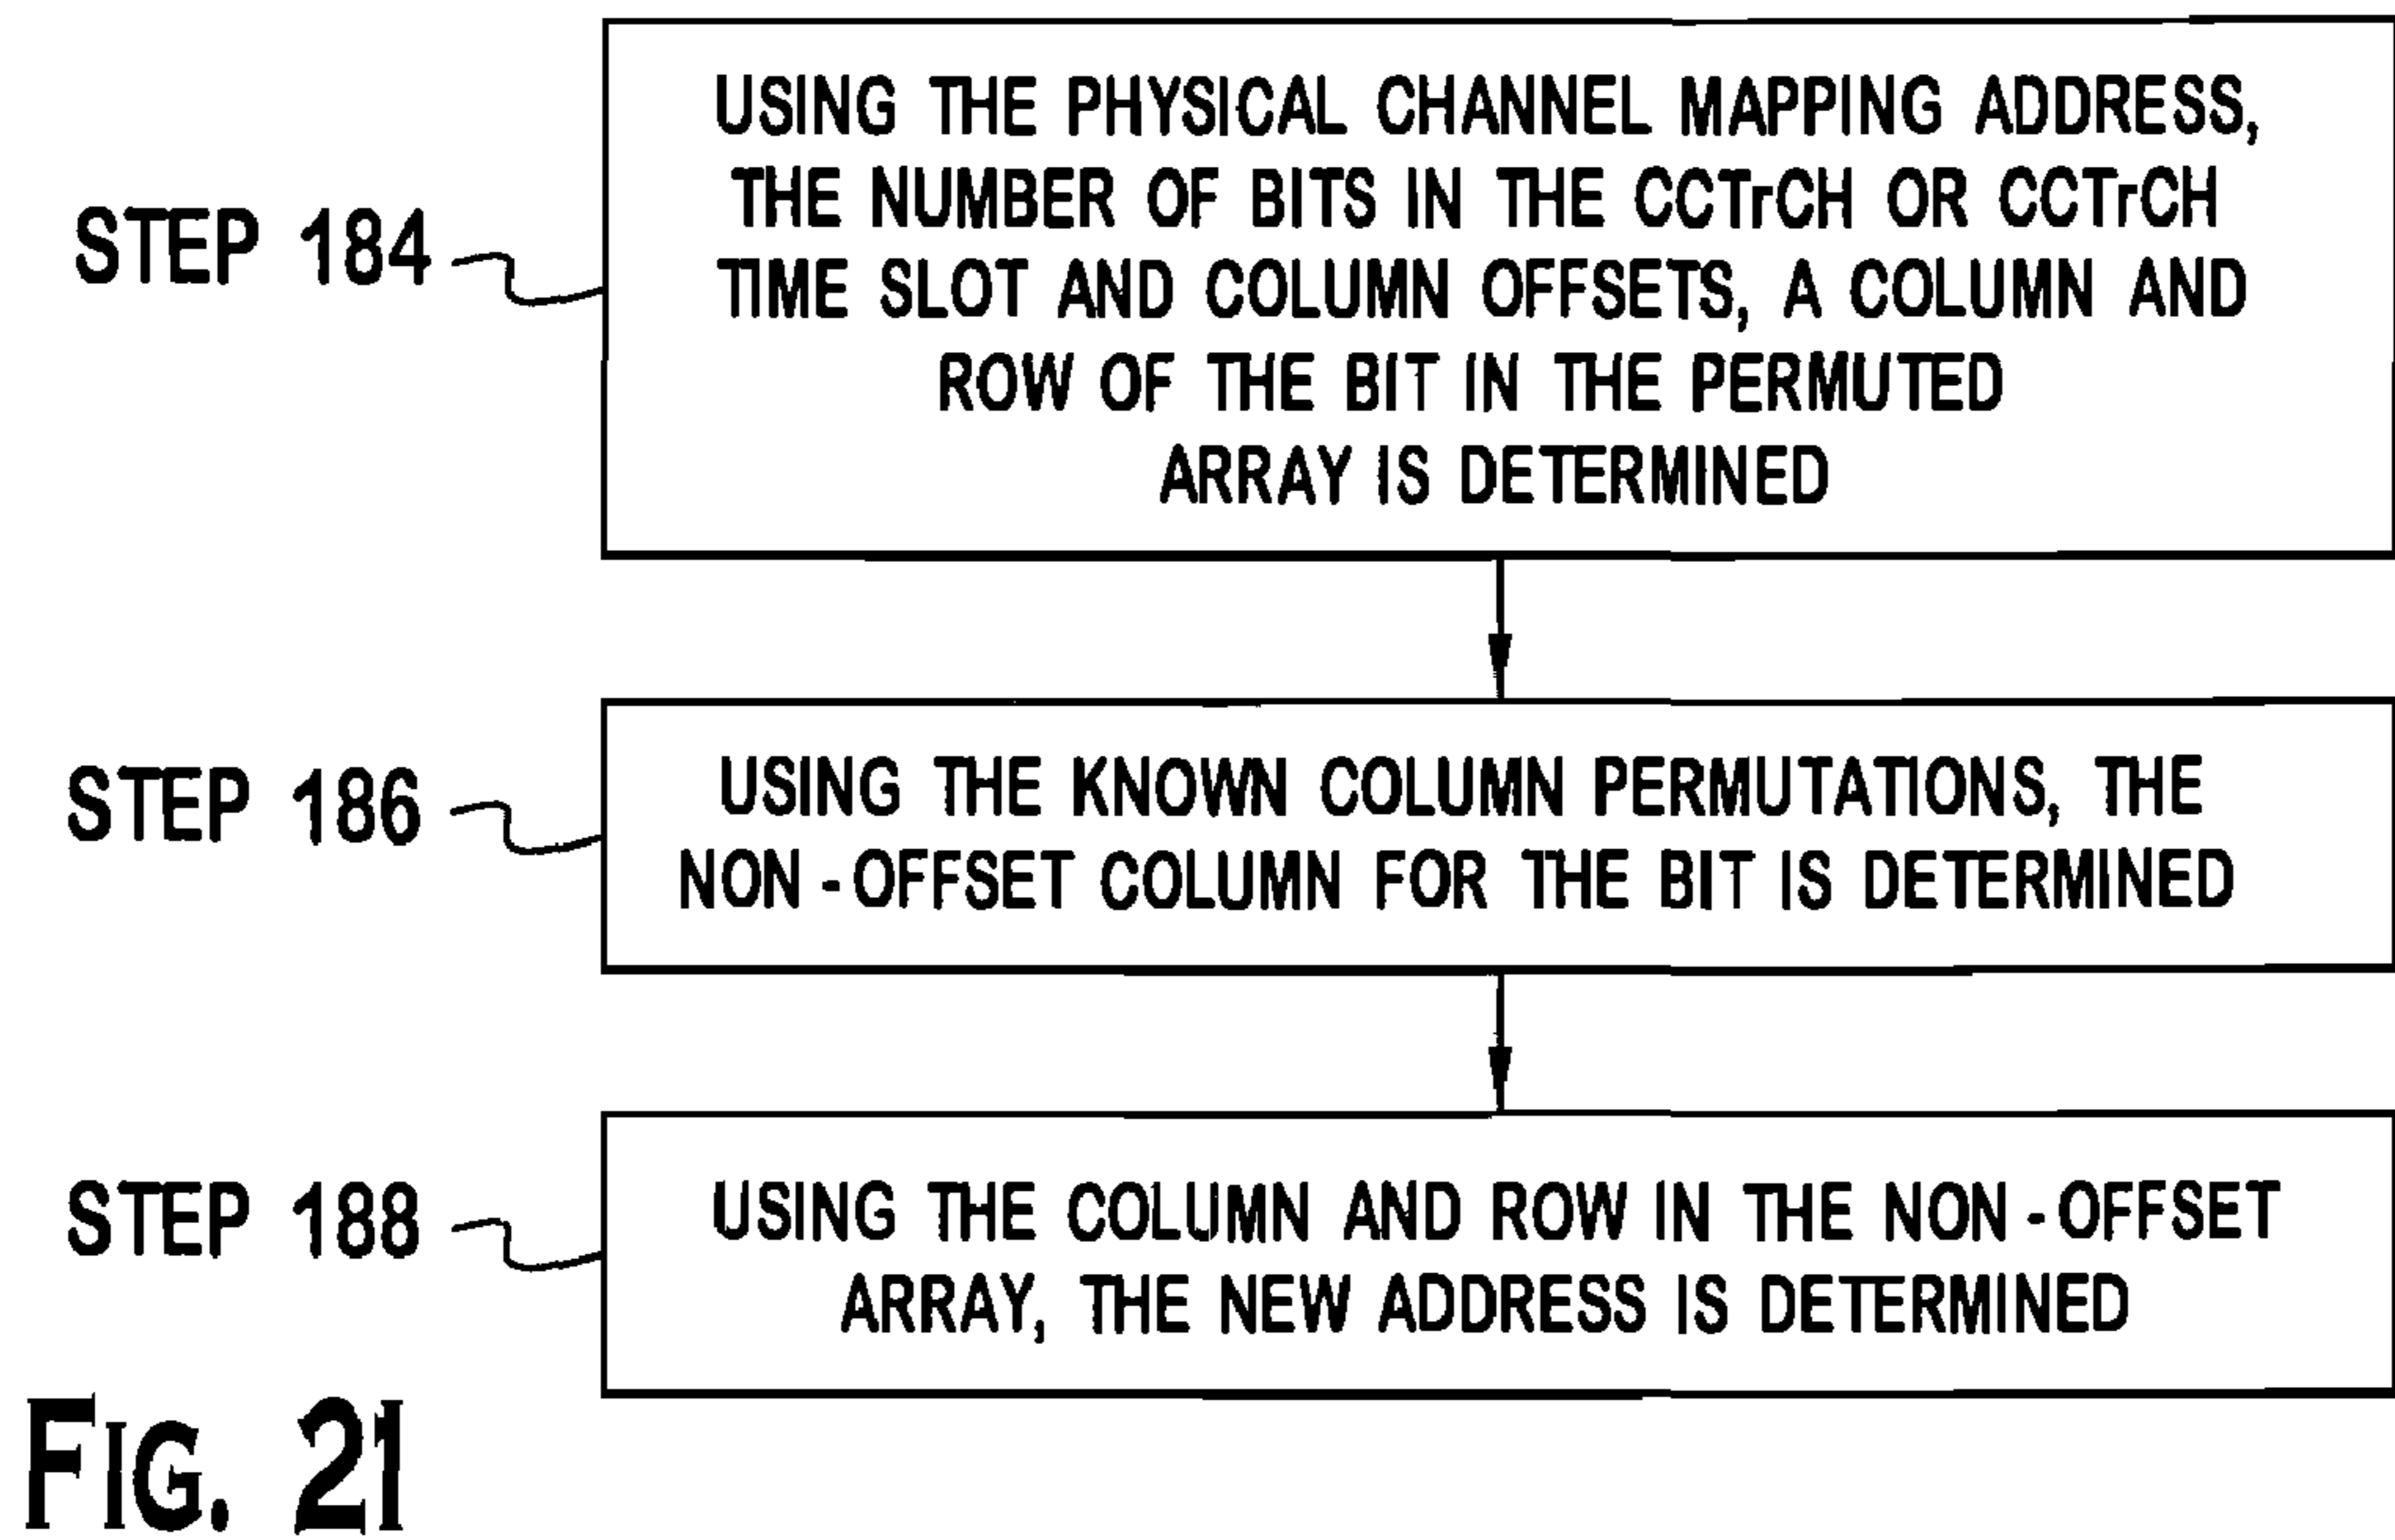 USING THE PHYSICAL CHANNEL MAPPING ADDRESS,
THE NUMBER OF BITS IN THE CCTrCH OR CCTrCH
STEP 184
TIME SLOT AND COLUMN OFFSETS, A COLUMN AND
ROW OF THE BIT IN THE PERMUTED
ARRAY IS DETERMINED
STEP 186
USING THE KNOWN COLUMN PERMUTATIONS, THE
NON-OFFSET COLUMN FOR THE BIT IS DETERMINED
STEP 188
USING THE COLUMN AND ROW IN THE NON-OFFSET
ARRAY, THE NEW ADDRESS IS DETERMINED
FIG. 21